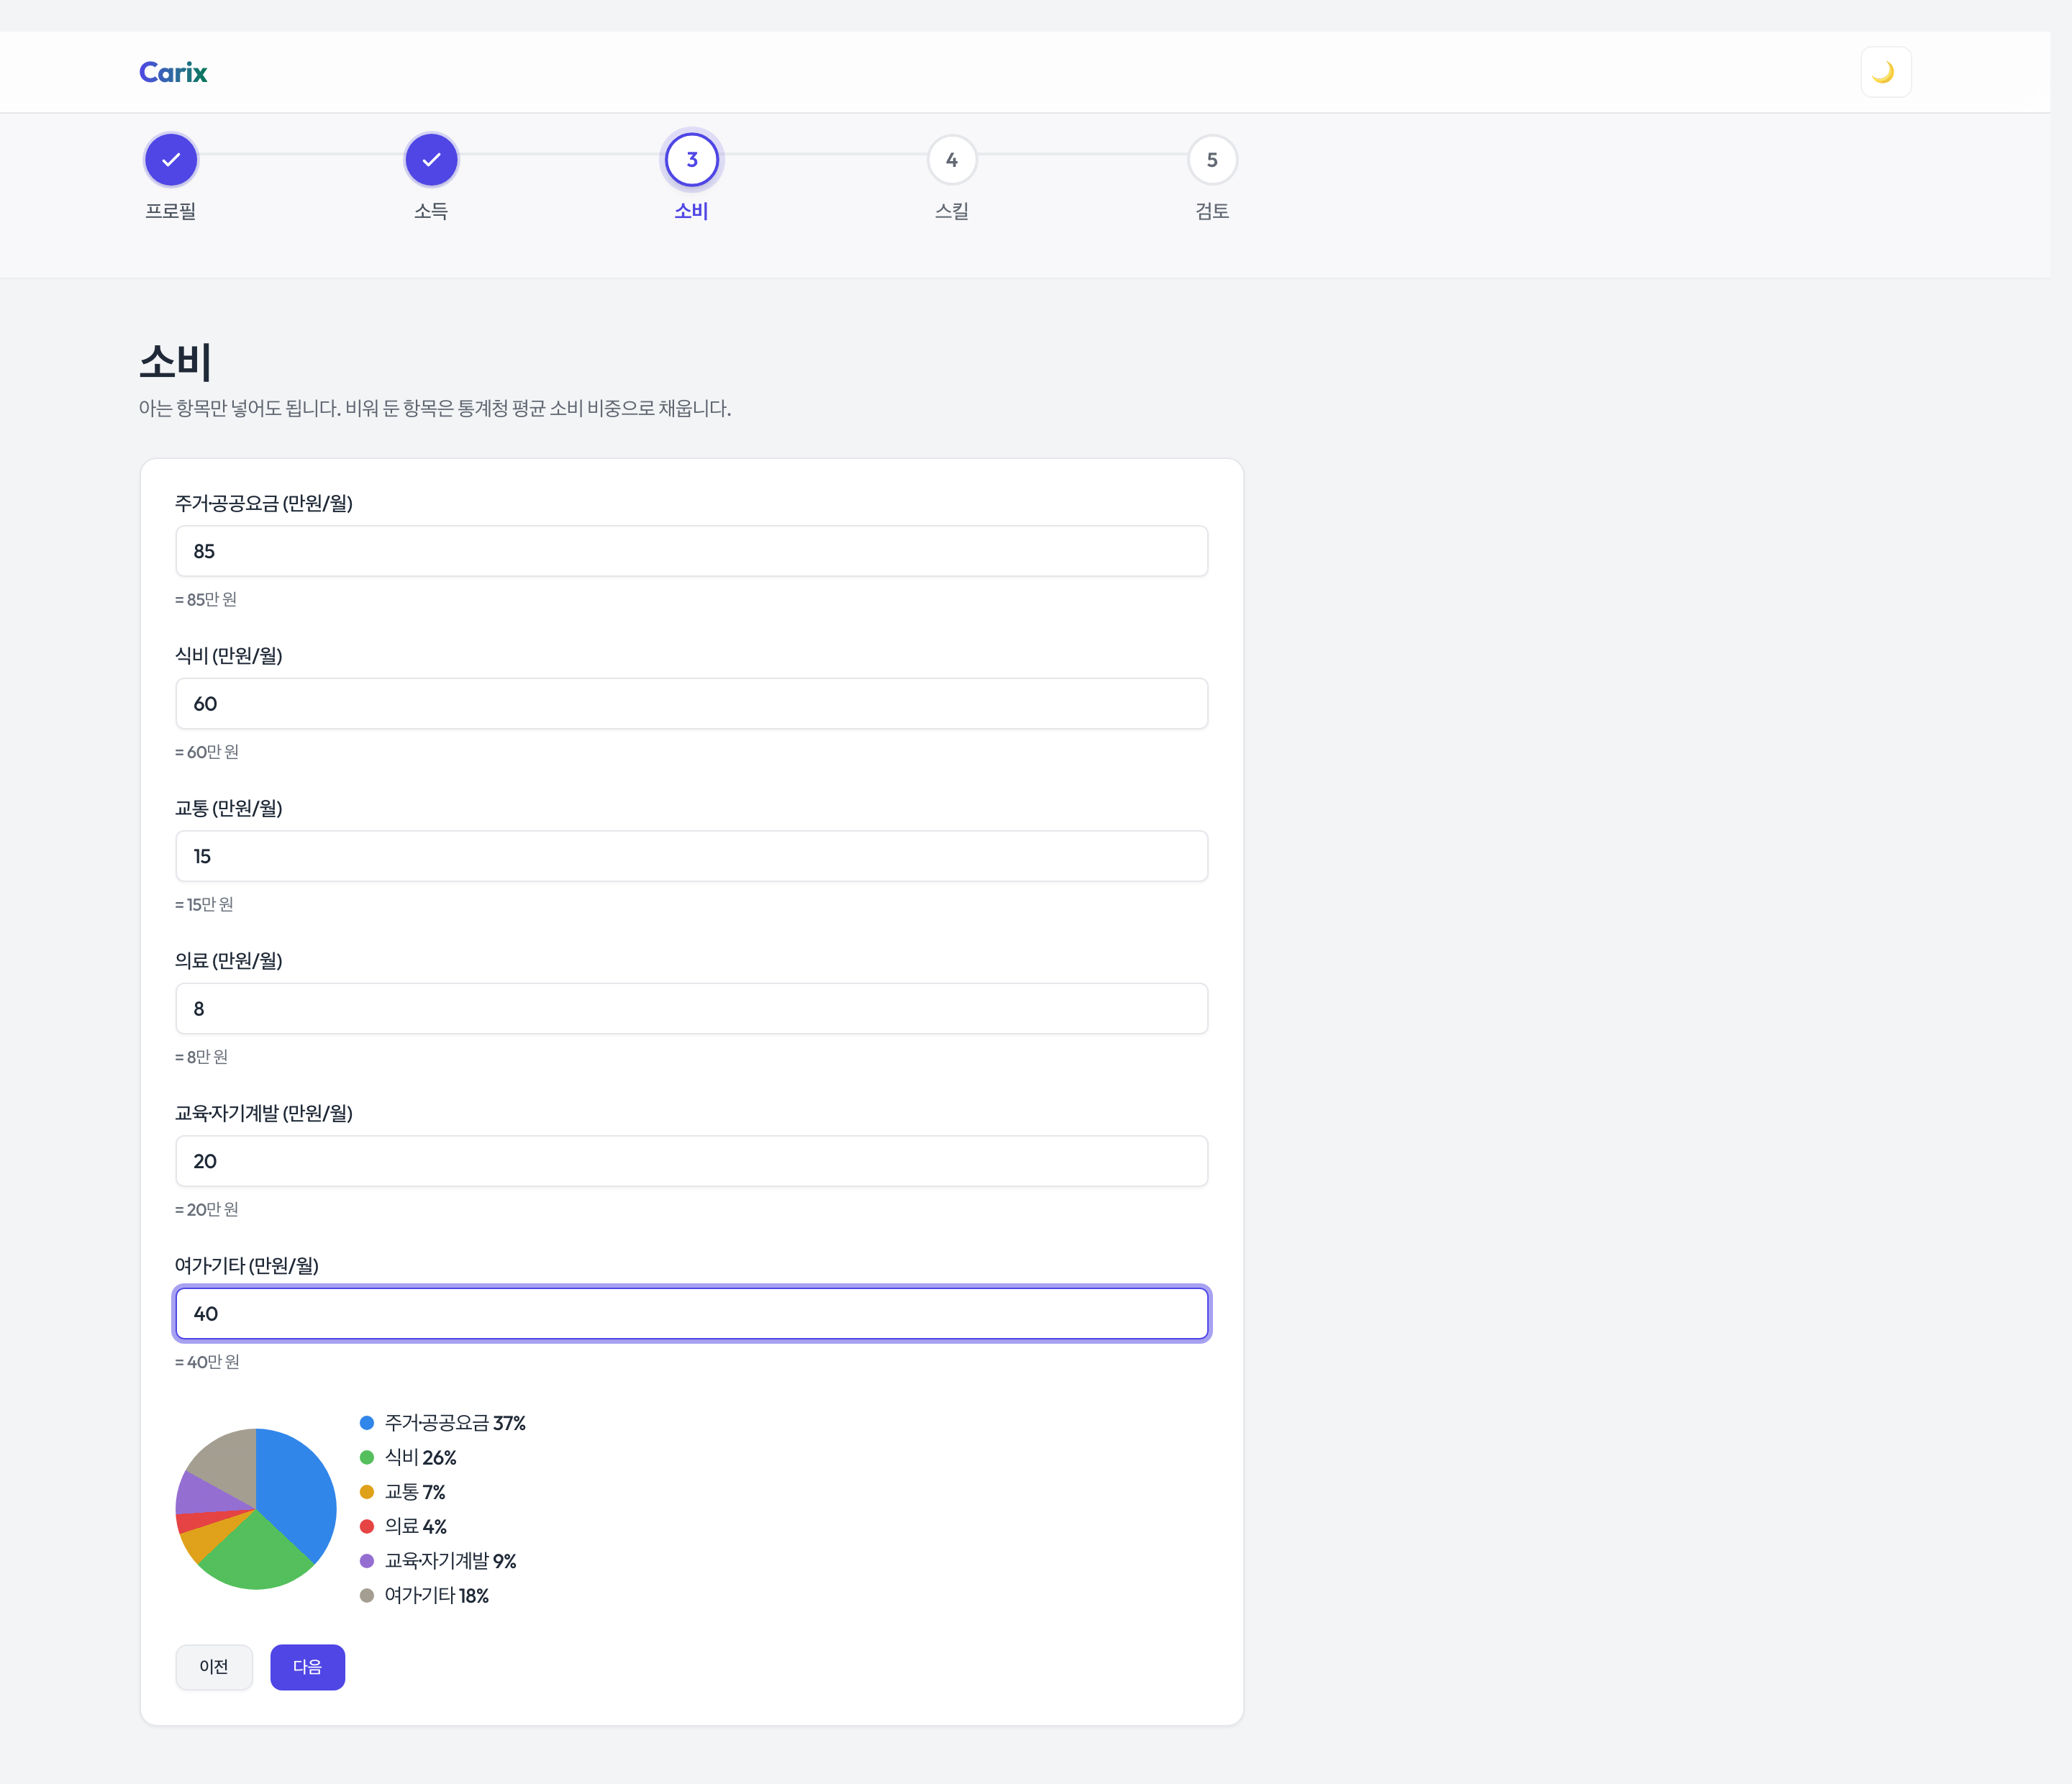 Carix
3
4
5
프로필
소득
소비
스킬
검토
소비
아는 항목만 넣어도 됩니다. 비워 둔 항목은 통계청 평균 소비 비중으로 채웁니다.
주거·공공요금 (만원/월)
85
= 85만 원
식비 (만원/월)
60
= 60만 원
교통 (만원/월)
15
= 15만 원
의료 (만원/월)
8
= 8만 원
교육·자기계발 (만원/월)
20
= 20만 원
여가·기타 (만원/월)
40
= 40만 원
주거·공공요금 37%
식비 26%
교통 7%
의료 4%
교육·자기계발 9%
여가·기타 18%
이전
다음